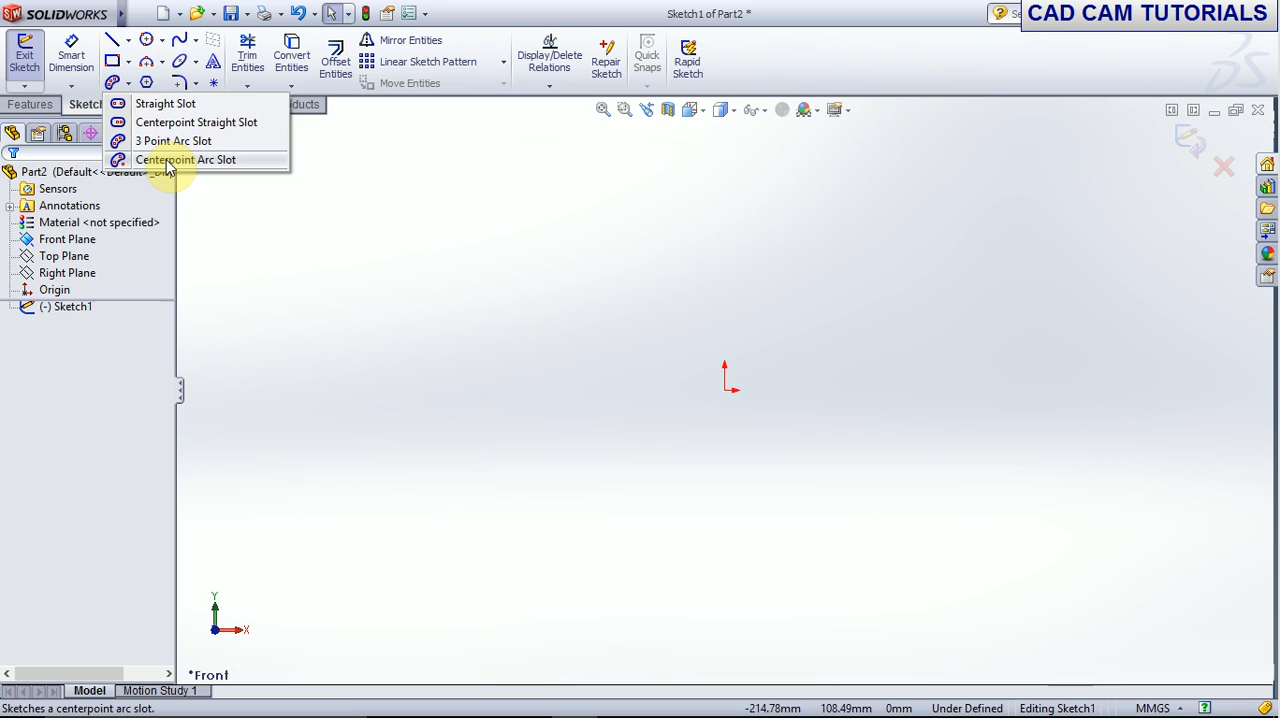 SOLIDWORKS
Sketch1 of Part2 *
CAD CAM TUTORIALS
Exit Sketch
Smart Dimension
Trim Entities
Convert Entities
Offset Entities
Mirror Entities
Linear Sketch Pattern
Move Entities
Display/Delete Relations
Repair Sketch
Quick Snaps
Rapid Sketch
Features
Sketch
Straight Slot
Centerpoint Straight Slot
3 Point Arc Slot
Centerpoint Arc Slot
Part2 (Default<<Default>_Di
Sensors
Annotations
Material <not specified>
Front Plane
Top Plane
Right Plane
Origin
(-) Sketch1
Y
X
*Front
Model
Motion Study 1
Sketches a centerpoint arc slot.
-214.78mm
108.49mm
0mm
Under Defined
Editing Sketch1
MMGS